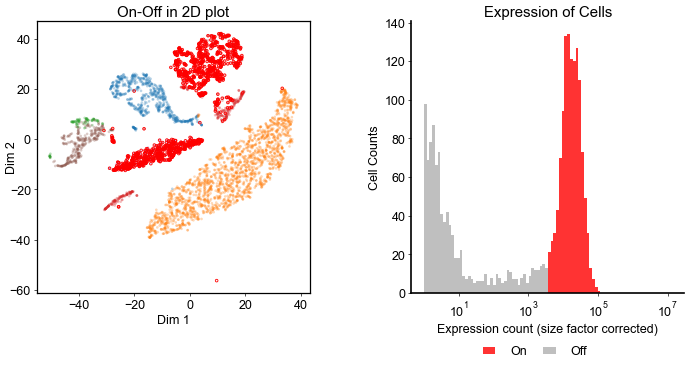 On-Off in 2D plot
40
20
0
−20
−40
−60
Dim 2
−40
−20
0
20
40
Dim 1
Expression of Cells
140
120
100
80
60
40
20
0
Cell Counts
10^1
10^3
10^5
10^7
Expression count (size factor corrected)
On
Off